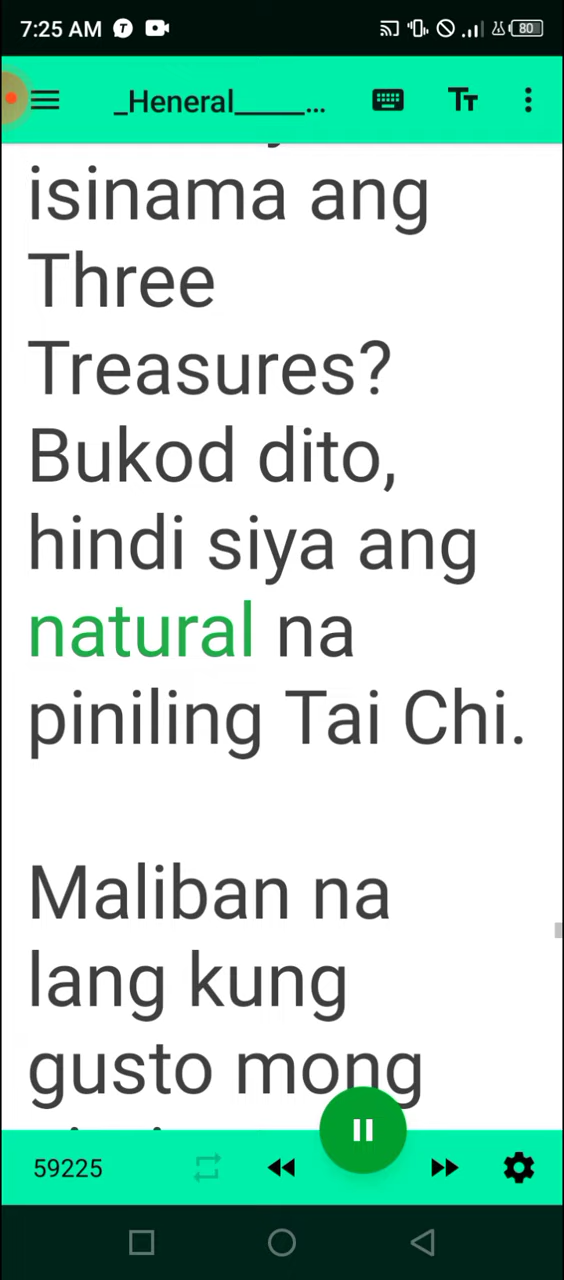 7:25 AM
80
_Heneral_____...
isinama ang
Three
Treasures?
Bukod dito,
hindi siya ang
natural na
piniling Tai Chi.
Maliban na
lang kung
gusto mong
59225